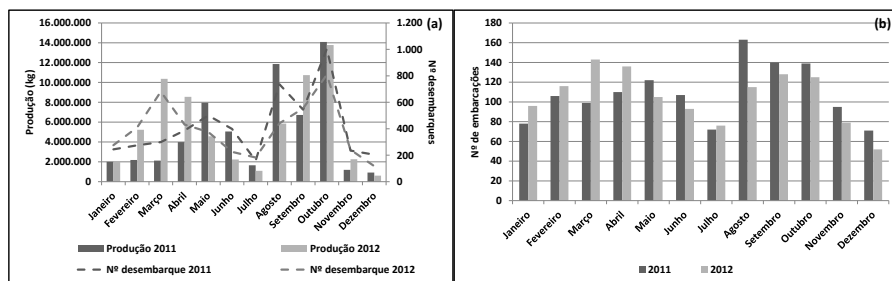 (a)
Produção (kg)
16.000.000
14.000.000
12.000.000
10.000.000
8.000.000
6.000.000
4.000.000
2.000.000
0
1.200
1.000
800
600
400
200
0
Nº desembarques
Janeiro
Fevereiro
Março
Abril
Maio
Junho
Julho
Agosto
Setembro
Outubro
Novembro
Dezembro
Produção 2011 Produção 2012
Nº desembarque 2011 Nº desembarque 2012
(b)
Nº de embarcações
180
160
140
120
100
80
60
40
20
0
Janeiro
Fevereiro
Março
Abril
Maio
Junho
Julho
Agosto
Setembro
Outubro
Novembro
Dezembro
2011 2012